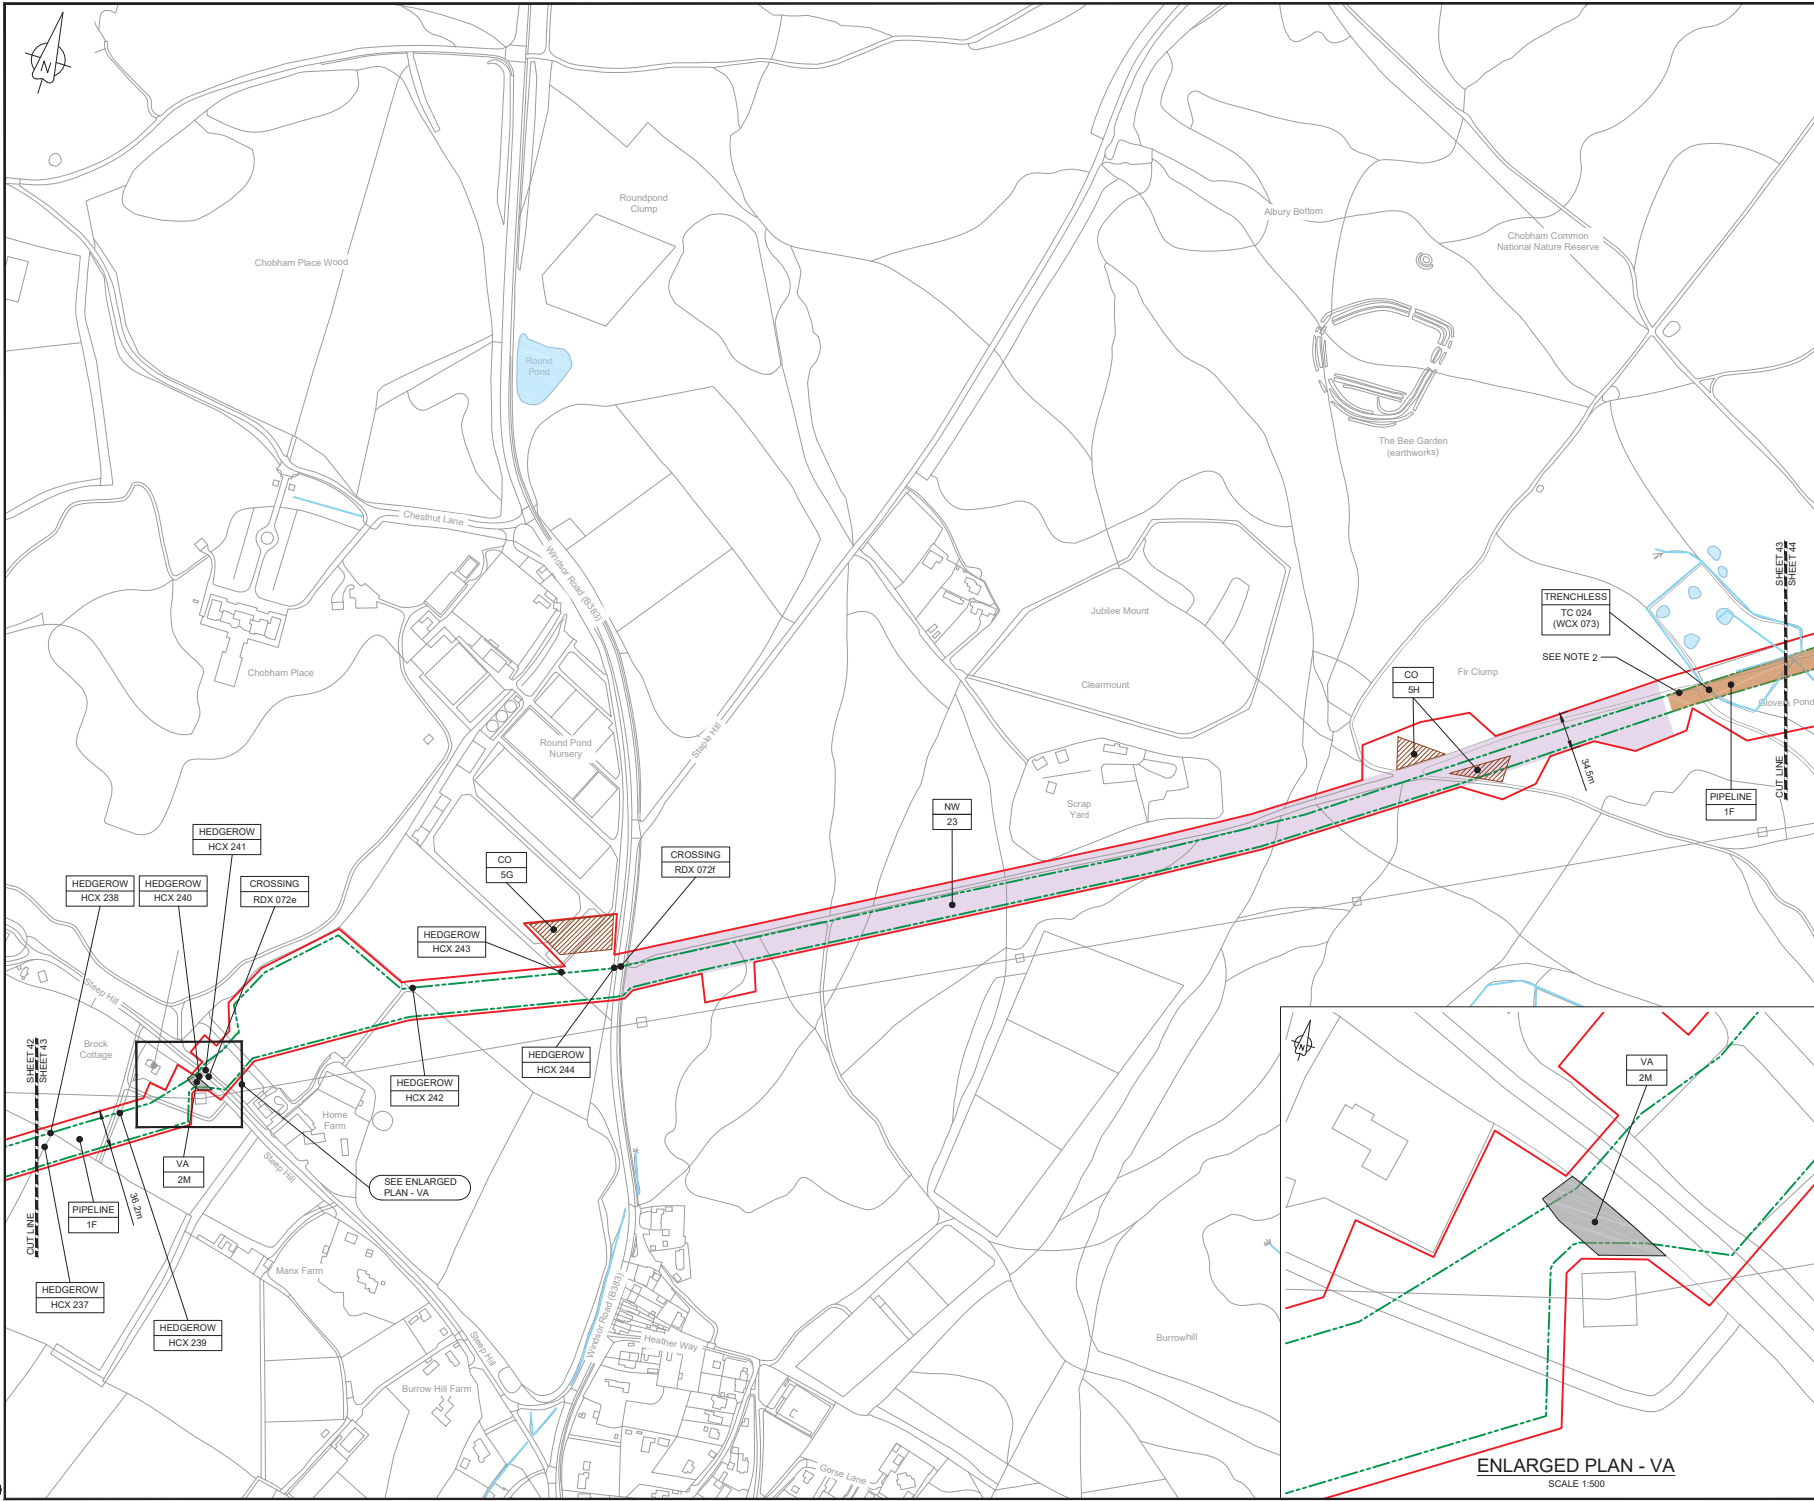 N
Roundpond
Clump
Albury Bottom
Chobham Common
National Nature Reserve
Chobham Place Wood
Round
Pond
The Bee Garden
(earthworks)
Chestnut Lane
Windsor Road (B383)
SHEET 43
SHEET 44
TRENCHLESS
TC 024
(WCX 073)
Jubilee Mount
SEE NOTE 2
Chobham Place
CO
5H
Fir Clump
Clearmount
Glovers Pond
Staple Hill
Round Pond
Nursery
34.5m
CUT LINE
Scrap
Yard
NW
23
PIPELINE
1F
HEDGEROW
HCX 241
CO
5G
CROSSING
RDX 072f
HEDGEROW
HCX 238
HEDGEROW
HCX 240
CROSSING
RDX 072e
HEDGEROW
HCX 243
Steep Hill
SHEET 42
SHEET 43
Brock
Cottage
HEDGEROW
HCX 244
HEDGEROW
HCX 242
Home
Farm
VA
2M
Steep Hill
SEE ENLARGED
PLAN - VA
36.2m
PIPELINE
1F
CUT LINE
Manx Farm
HEDGEROW
HCX 237
HEDGEROW
HCX 239
Windsor Road (B383)
Steep Hill
Heather Way
Burrowhill
Burrow Hill Farm
Gorse Lane
N
VA
2M
ENLARGED PLAN - VA
SCALE 1:500